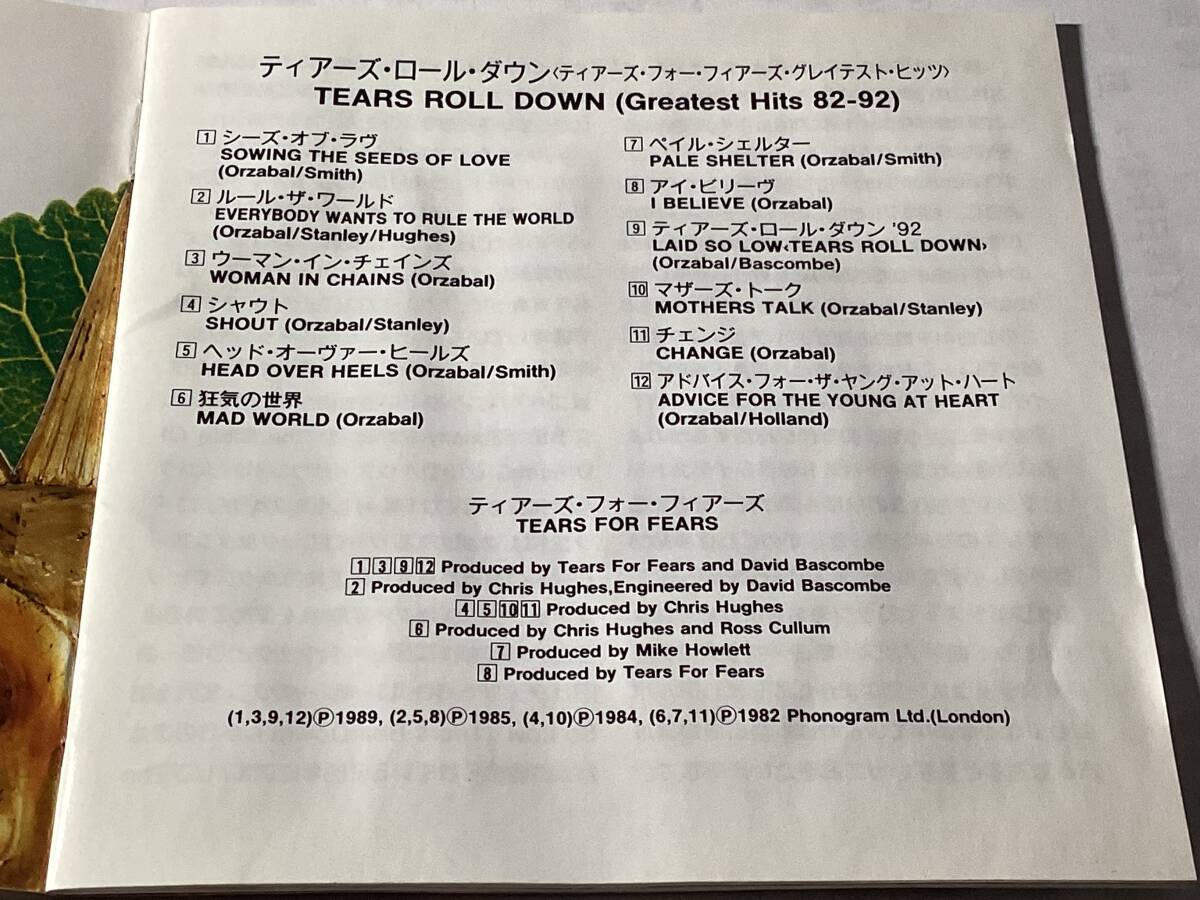 ティアーズ・ロール・ダウン〈ティアーズ・フォー・フィアーズ・グレイテスト・ヒッツ〉
TEARS ROLL DOWN (Greatest Hits 82-92)
1 シーズ・オブ・ラヴ
SOWING THE SEEDS OF LOVE
(Orzabal/Smith)
2 ルール・ザ・ワールド
EVERYBODY WANTS TO RULE THE WORLD
(Orzabal/Stanley/Hughes)
3 ウーマン・イン・チェインズ
WOMAN IN CHAINS (Orzabal)
4 シャウト
SHOUT (Orzabal/Stanley)
5 ヘッド・オーヴァー・ヒールズ
HEAD OVER HEELS (Orzabal/Smith)
6 狂気の世界
MAD WORLD (Orzabal)
7 ペイル・シェルター
PALE SHELTER (Orzabal/Smith)
8 アイ・ビリーヴ
I BELIEVE (Orzabal)
9 ティアーズ・ロール・ダウン '92
LAID SO LOW〈TEARS ROLL DOWN〉
(Orzabal/Bascombe)
10 マザーズ・トーク
MOTHERS TALK (Orzabal/Stanley)
11 チェンジ
CHANGE (Orzabal)
12 アドバイス・フォー・ザ・ヤング・アット・ハート
ADVICE FOR THE YOUNG AT HEART
(Orzabal/Holland)
ティアーズ・フォー・フィアーズ
TEARS FOR FEARS
1 3 9 12 Produced by Tears For Fears and David Bascombe
2 Produced by Chris Hughes,Engineered by David Bascombe
4 5 10 11 Produced by Chris Hughes
6 Produced by Chris Hughes and Ross Cullum
7 Produced by Mike Howlett
8 Produced by Tears For Fears
(1,3,9,12)Ⓟ1989, (2,5,8)Ⓟ1985, (4,10)Ⓟ1984, (6,7,11)Ⓟ1982 Phonogram Ltd.(London)